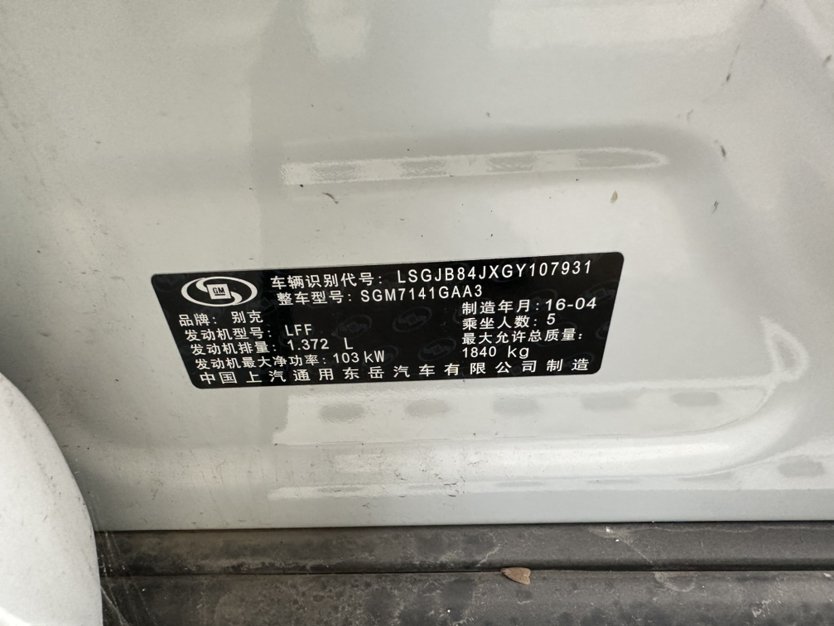 GM
车辆识别代号: LSGJB84JXGY107931
整车型号: SGM7141GAA3
品牌: 别克
制造年月: 16-04
发动机型号: LFF
乘坐人数: 5
发动机排量: 1.372 L
最大允许总质量:
1840 kg
发动机最大净功率: 103 kW
中国上汽通用东岳汽车有限公司制造